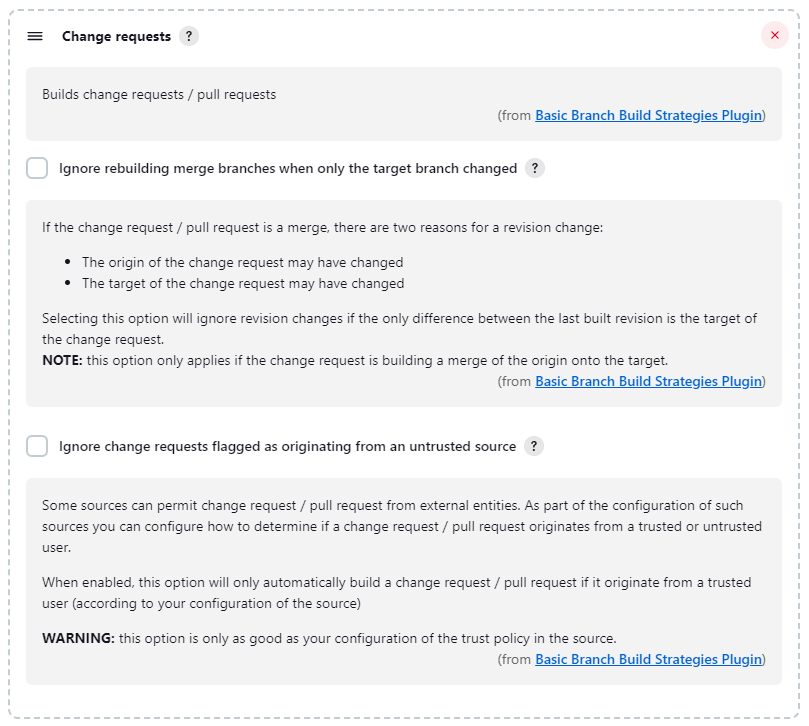 Change requests ?
Builds change requests / pull requests
(from Basic Branch Build Strategies Plugin)
Ignore rebuilding merge branches when only the target branch changed ?
If the change request / pull request is a merge, there are two reasons for a revision change:
The origin of the change request may have changed
The target of the change request may have changed
Selecting this option will ignore revision changes if the only difference between the last built revision is the target of
the change request.
NOTE: this option only applies if the change request is building a merge of the origin onto the target.
(from Basic Branch Build Strategies Plugin)
Ignore change requests flagged as originating from an untrusted source ?
Some sources can permit change request / pull request from external entities. As part of the configuration of such
sources you can configure how to determine if a change request / pull request originates from a trusted or untrusted
user.
When enabled, this option will only automatically build a change request / pull request if it originate from a trusted
user (according to your configuration of the source)
WARNING: this option is only as good as your configuration of the trust policy in the source.
(from Basic Branch Build Strategies Plugin)